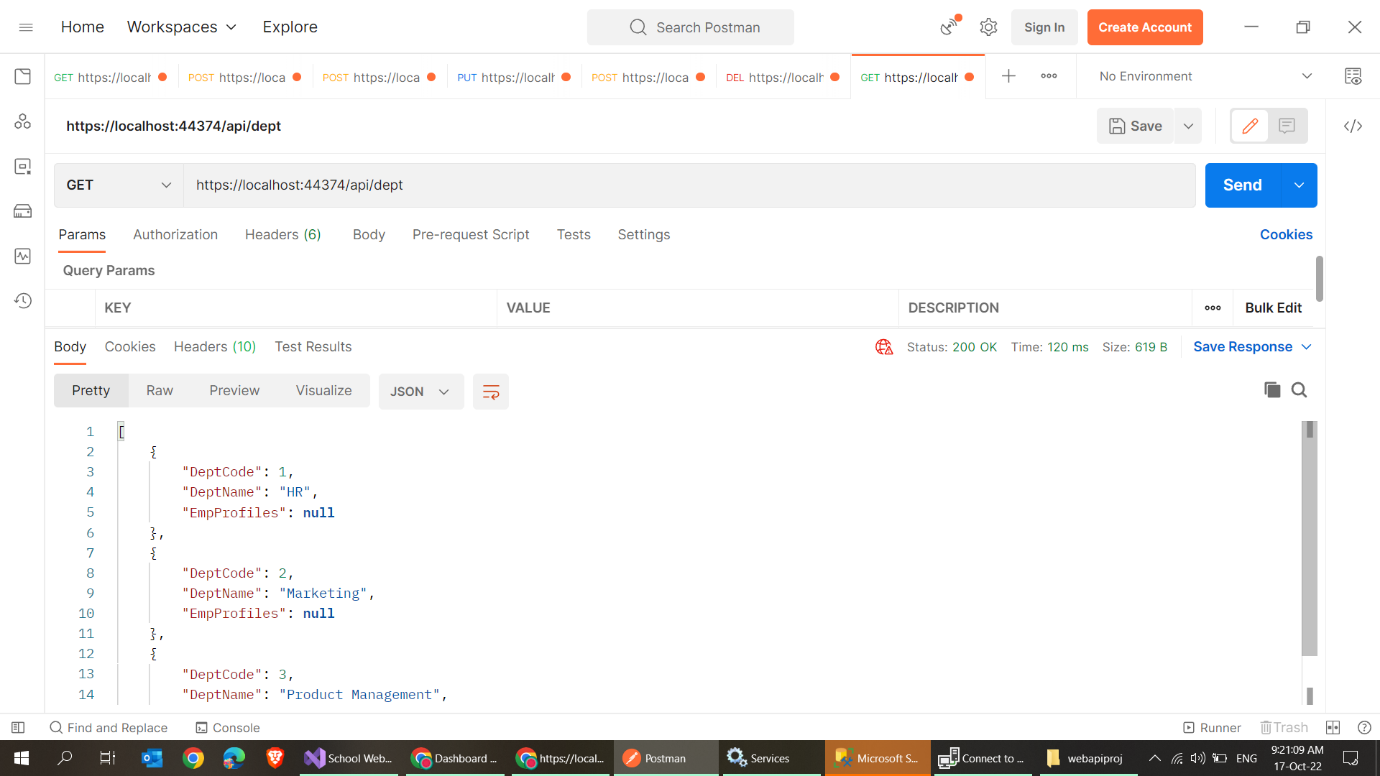 Home Workspaces Explore Search Postman Sign In Create Account
GET https://localh POST https://loca POST https://loca PUT https://localh POST https://loca DEL https://localh GET https://localh No Environment
https://localhost:44374/api/dept Save
GET https://localhost:44374/api/dept Send
Params Authorization Headers (6) Body Pre-request Script Tests Settings Cookies
Query Params
KEY VALUE DESCRIPTION Bulk Edit
Body Cookies Headers (10) Test Results Status: 200 OK Time: 120 ms Size: 619 B Save Response
Pretty Raw Preview Visualize JSON
1 [
2 {
3 "DeptCode": 1,
4 "DeptName": "HR",
5 "EmpProfiles": null
6 },
7 {
8 "DeptCode": 2,
9 "DeptName": "Marketing",
10 "EmpProfiles": null
11 },
12 {
13 "DeptCode": 3,
14 "DeptName": "Product Management",
Find and Replace Console Runner Trash
School Web... Dashboard ... https://local... Postman Services Microsoft S... Connect to ... webapiproj ENG 9:21:09 AM
17-Oct-22